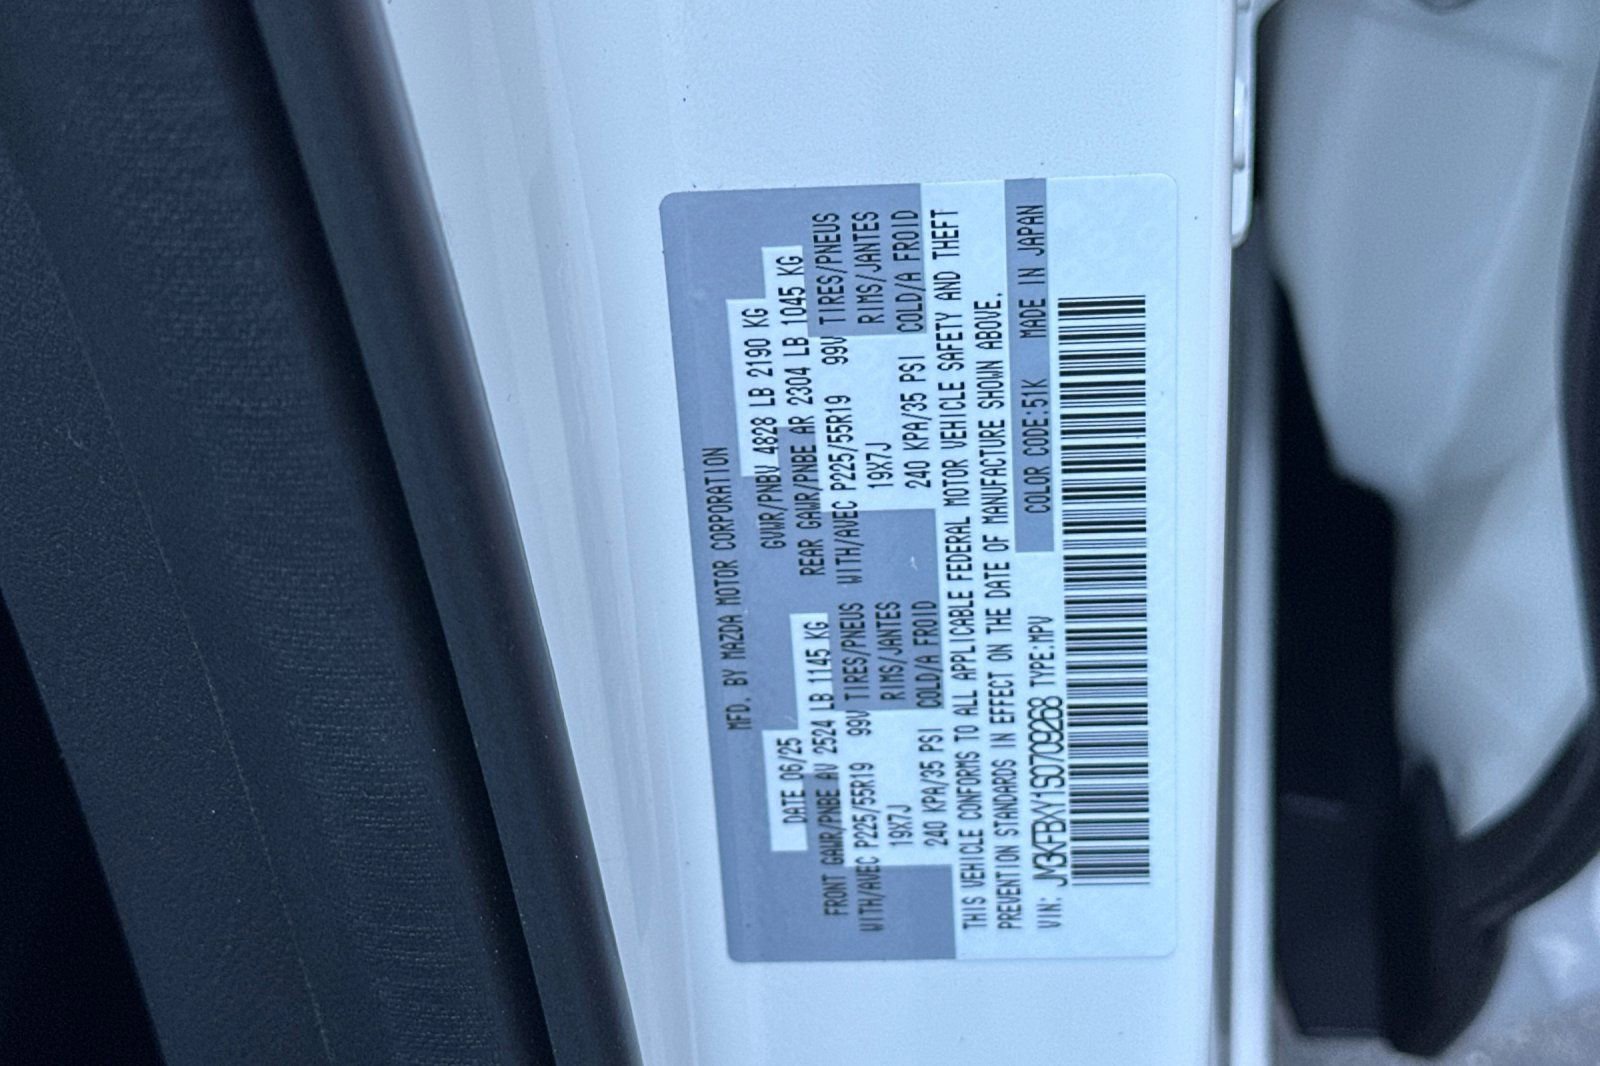 MFD. BY MAZDA MOTOR CORPORATION
DATE 06/25 GVWR/PNBV 4828 LB 2190 KG
FRONT GAWR/PNBE AV 2524 LB 1145 KG REAR GAWR/PNBE AR 2304 LB 1045 KG
WITH/AVEC P225/55R19 99V TIRES/PNEUS WITH/AVEC P225/55R19 99V TIRES/PNEUS
19X7J RIMS/JANTES 19X7J RIMS/JANTES
240 KPA/35 PSI COLD/A FROID 240 KPA/35 PSI COLD/A FROID
THIS VEHICLE CONFORMS TO ALL APPLICABLE FEDERAL MOTOR VEHICLE SAFETY AND THEFT
PREVENTION STANDARDS IN EFFECT ON THE DATE OF MANUFACTURE SHOWN ABOVE.
VIN: JM3KFBXY1S0709268 TYPE:MPV COLOR CODE:51K MADE IN JAPAN